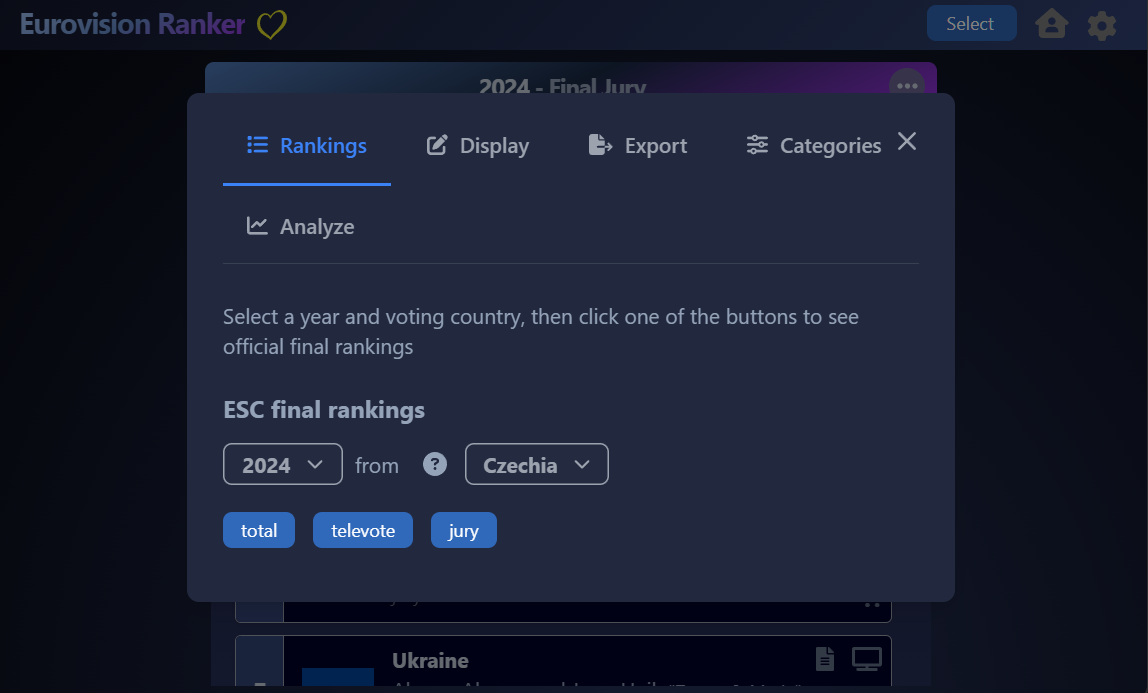 Eurovision Ranker
Select
2024 - Final Jury
Rankings
Display
Export
Categories
Analyze
Select a year and voting country, then click one of the buttons to see
official final rankings
ESC final rankings
2024
from
?
Czechia
total
televote
jury
Ukraine